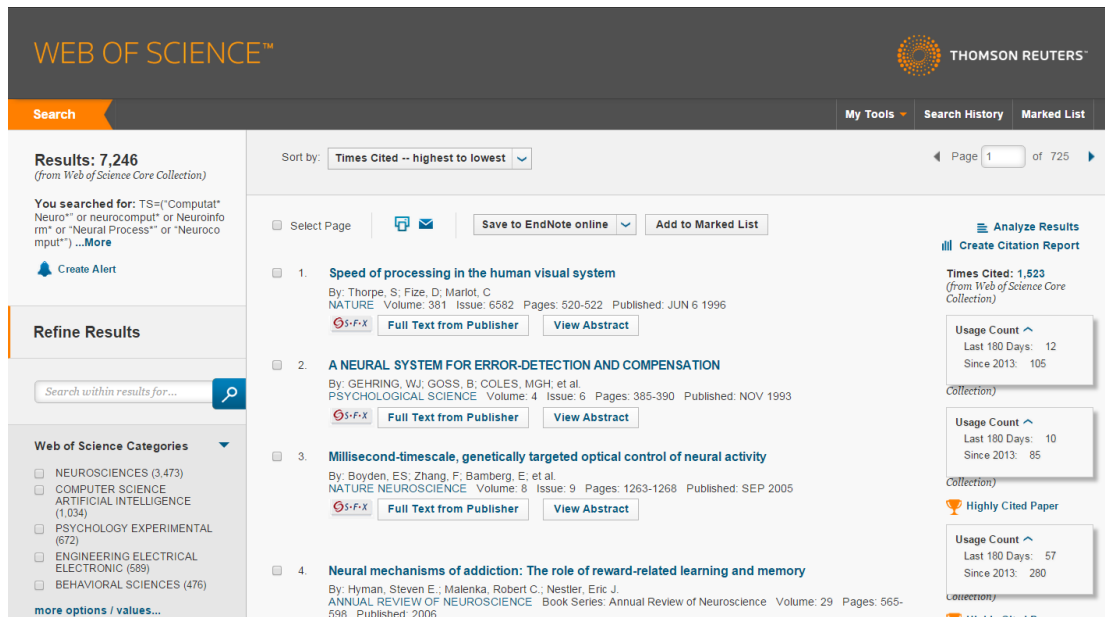 WEB OF SCIENCE™
THOMSON REUTERS™
Search
My Tools
Search History
Marked List
Results: 7,246
(from Web of Science Core Collection)
You searched for: TS=("Computat*
Neuro*" or neurocomput* or Neuroinfo
rm* or "Neural Process*" or "Neuroco
mput*") ...More
Create Alert
Refine Results
Search within results for...
Web of Science Categories
NEUROSCIENCES (3,473)
COMPUTER SCIENCE
ARTIFICIAL INTELLIGENCE
(1,034)
PSYCHOLOGY EXPERIMENTAL
(672)
ENGINEERING ELECTRICAL
ELECTRONIC (589)
BEHAVIORAL SCIENCES (476)
more options / values...
Sort by: Times Cited -- highest to lowest
Page 1 of 725
Select Page
Save to EndNote online
Add to Marked List
Analyze Results
Create Citation Report
1. Speed of processing in the human visual system
By: Thorpe, S; Fize, D; Marlot, C
NATURE Volume: 381 Issue: 6582 Pages: 520-522 Published: JUN 6 1996
S·F·X Full Text from Publisher View Abstract
Times Cited: 1,523
(from Web of Science Core
Collection)
Usage Count
Last 180 Days: 12
Since 2013: 105
2. A NEURAL SYSTEM FOR ERROR-DETECTION AND COMPENSATION
By: GEHRING, WJ; GOSS, B; COLES, MGH; et al.
PSYCHOLOGICAL SCIENCE Volume: 4 Issue: 6 Pages: 385-390 Published: NOV 1993
S·F·X Full Text from Publisher View Abstract
Collection)
Usage Count
Last 180 Days: 10
Since 2013: 85
3. Millisecond-timescale, genetically targeted optical control of neural activity
By: Boyden, ES; Zhang, F; Bamberg, E; et al.
NATURE NEUROSCIENCE Volume: 8 Issue: 9 Pages: 1263-1268 Published: SEP 2005
S·F·X Full Text from Publisher View Abstract
Collection)
Highly Cited Paper
Usage Count
Last 180 Days: 57
Since 2013: 280
4. Neural mechanisms of addiction: The role of reward-related learning and memory
By: Hyman, Steven E.; Malenka, Robert C.; Nestler, Eric J.
ANNUAL REVIEW OF NEUROSCIENCE Book Series: Annual Review of Neuroscience Volume: 29 Pages: 565-
598 Published: 2006
Collection)